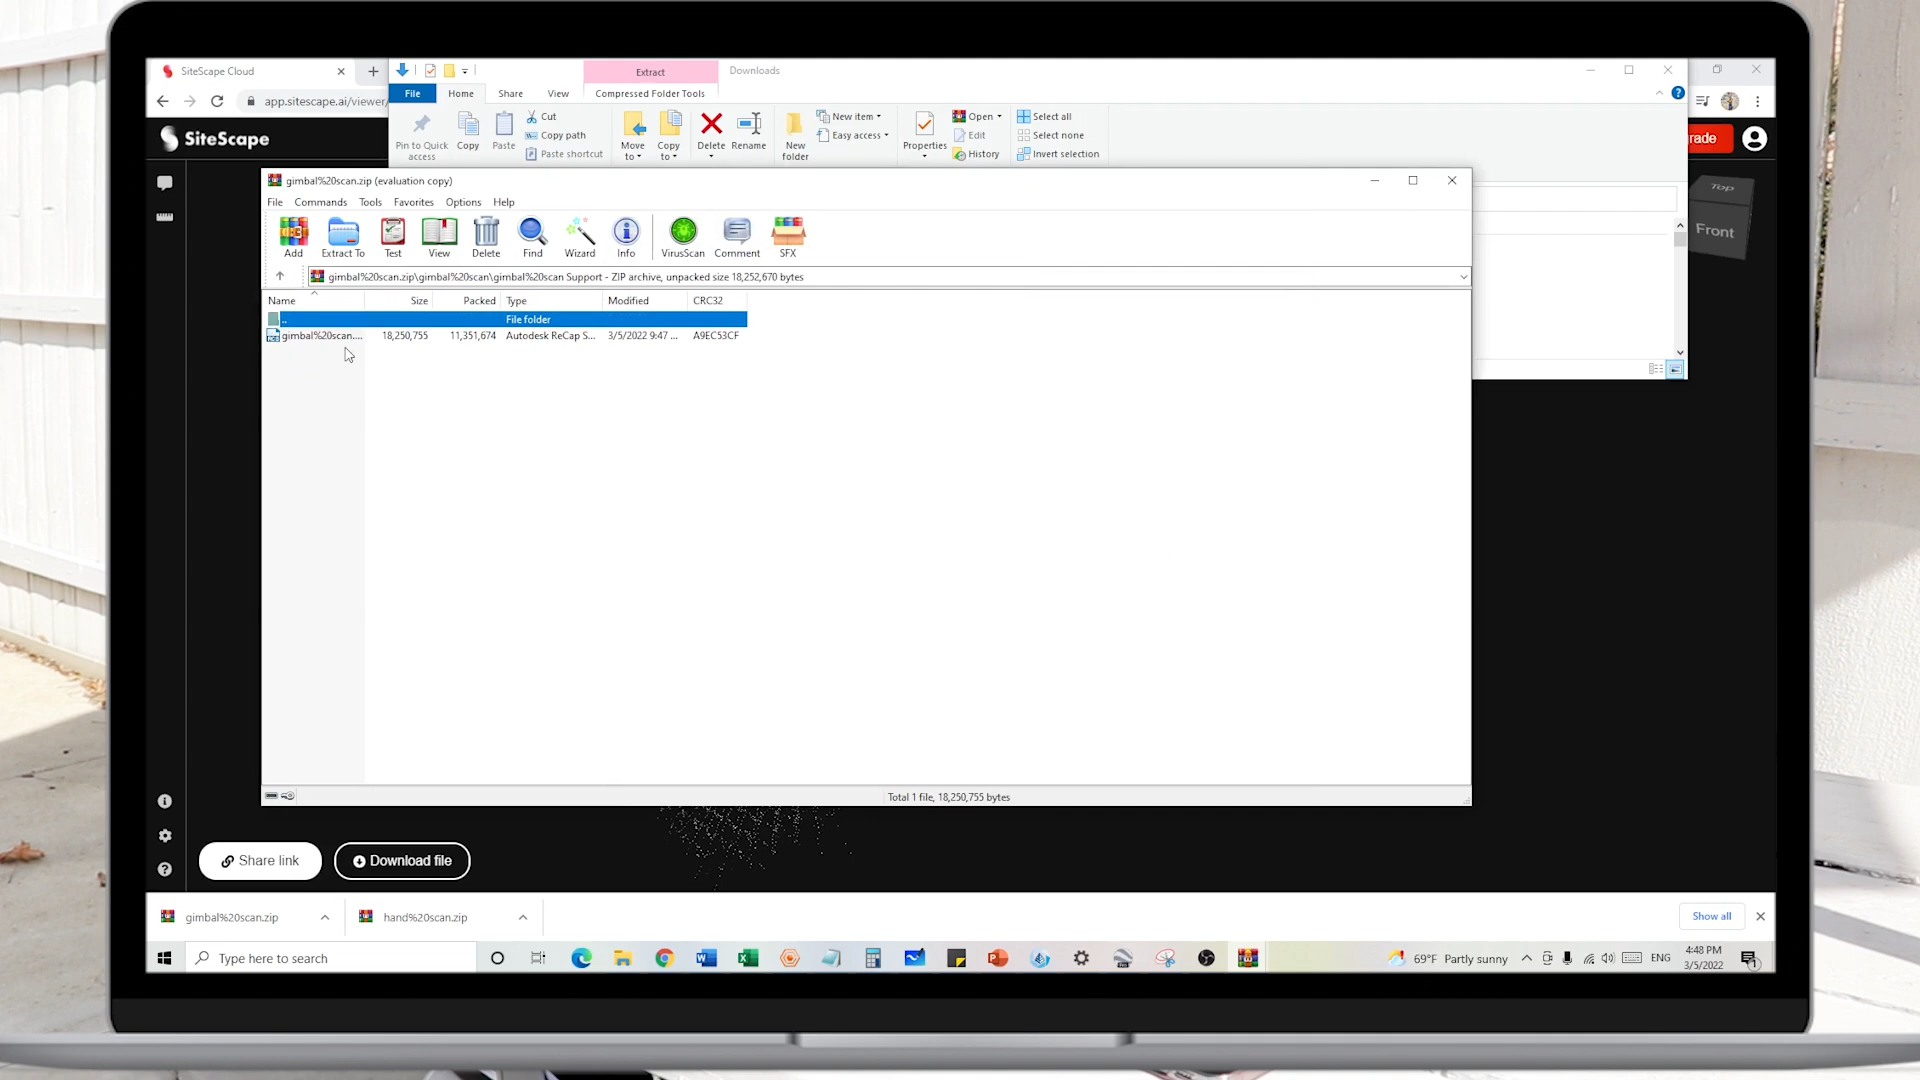 SiteScape Cloud
Extract
Downloads
app.sitescape.ai/viewer/
File
Home
Share
View
Compressed Folder Tools
SiteScape
Pin to Quick access
Copy
Paste
Cut
Copy path
Paste shortcut
Move to
Copy to
Delete
Rename
New folder
New item
Easy access
Properties
Open
Edit
History
Select all
Select none
Invert selection
rade
Top
Front
gimbal%20scan.zip (evaluation copy)
File Commands Tools Favorites Options Help
Add
Extract To
Test
View
Delete
Find
Wizard
Info
VirusScan
Comment
SFX
gimbal%20scan.zip\gimbal%20scan\gimbal%20scan Support - ZIP archive, unpacked size 18,252,670 bytes
Name Size Packed Type Modified CRC32
.. File folder
gimbal%20scan.... 18,250,755 11,351,674 Autodesk ReCap S... 3/5/2022 9:47 ... A9EC53CF
Total 1 file, 18,250,755 bytes
Share link
Download file
gimbal%20scan.zip
hand%20scan.zip
Show all
Type here to search
69°F Partly sunny
ENG
4:48 PM
3/5/2022
1